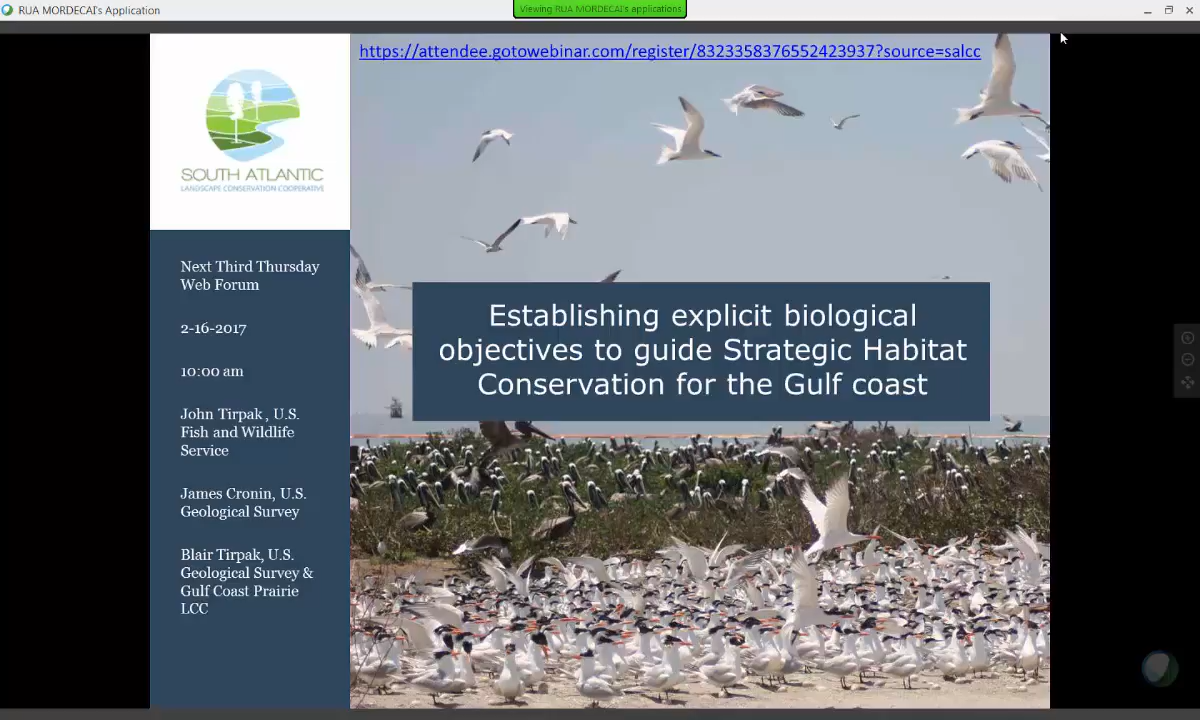 RUA MORDECAI's Application
Viewing RUA MORDECAI's applications
https://attendee.gotowebinar.com/register/8323358376552423937?source=salcc
SOUTH ATLANTIC
LANDSCAPE CONSERVATION COOPERATIVE
Next Third Thursday
Web Forum
2-16-2017
10:00 am
John Tirpak , U.S.
Fish and Wildlife
Service
James Cronin, U.S.
Geological Survey
Blair Tirpak, U.S.
Geological Survey &
Gulf Coast Prairie
LCC
Establishing explicit biological
objectives to guide Strategic Habitat
Conservation for the Gulf coast